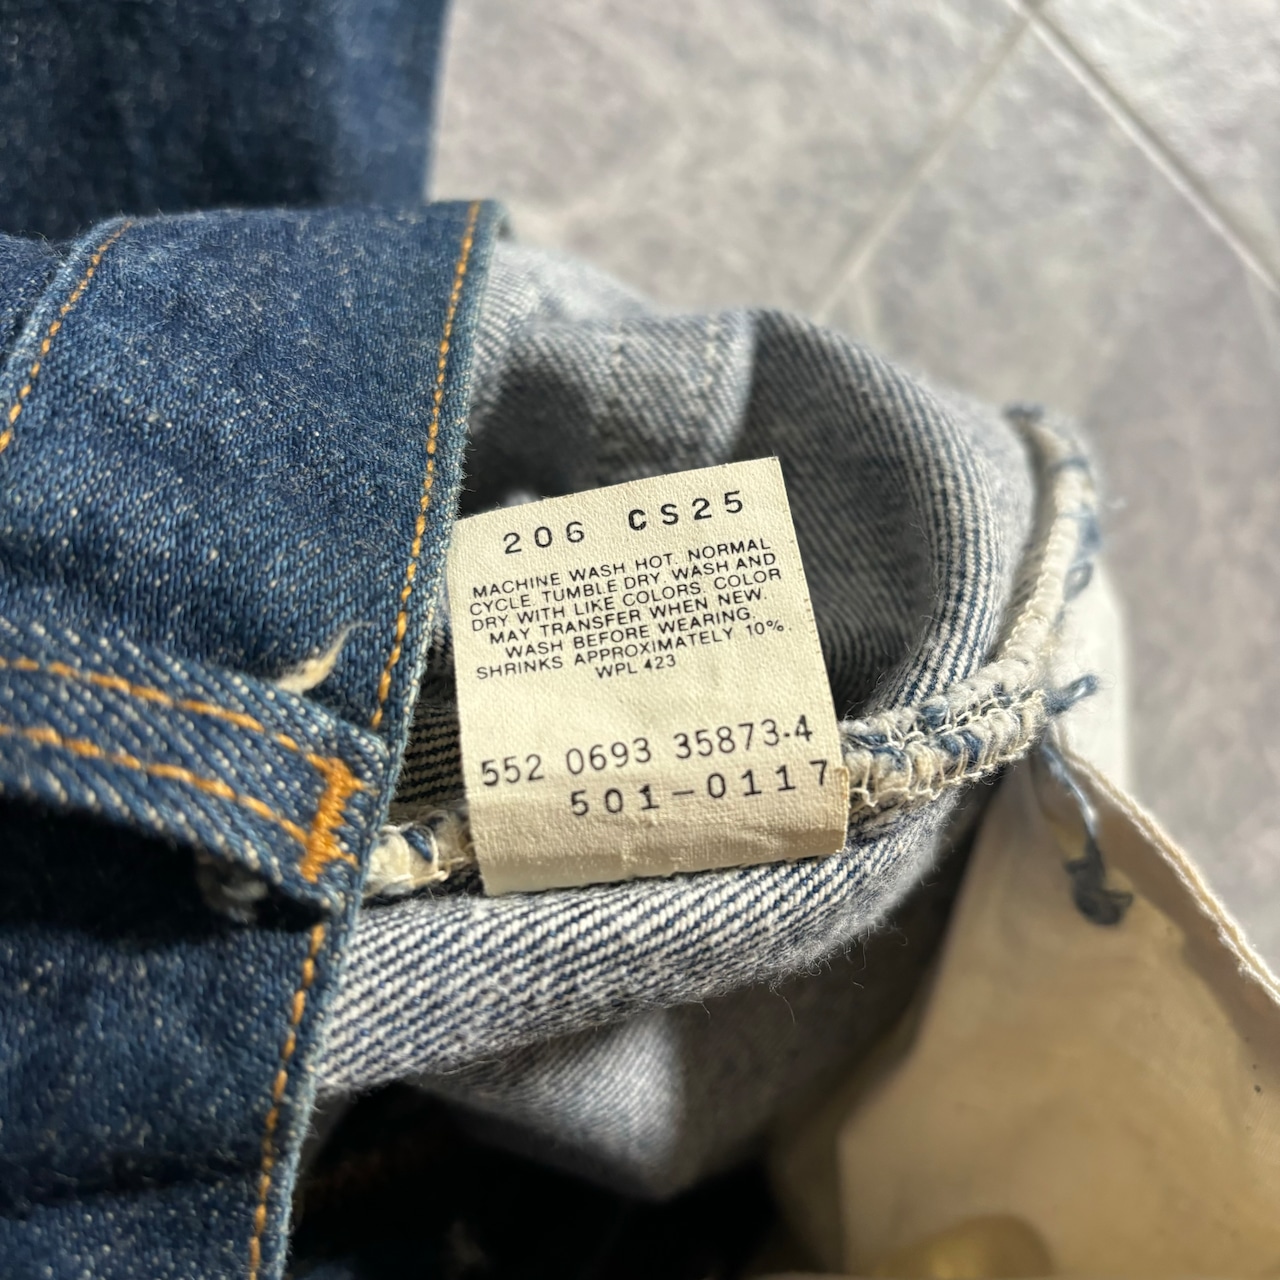 206 CS25
MACHINE WASH HOT, NORMAL
CYCLE. TUMBLE DRY. WASH AND
DRY WITH LIKE COLORS. COLOR
MAY TRANSFER WHEN NEW.
WASH BEFORE WEARING.
SHRINKS APPROXIMATELY 10%.
WPL 423
552 0693 35873-4
501-0117